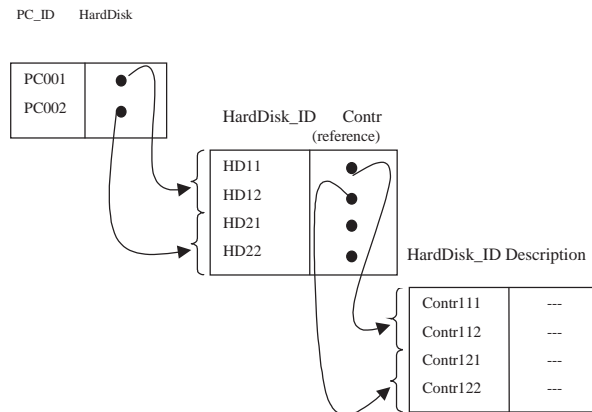 PC_ID HardDisk
PC001
PC002
HardDisk_ID Contr
(reference)
HD11
HD12
HD21
HD22
HardDisk_ID Description
Contr111 ---
Contr112 ---
Contr121 ---
Contr122 ---